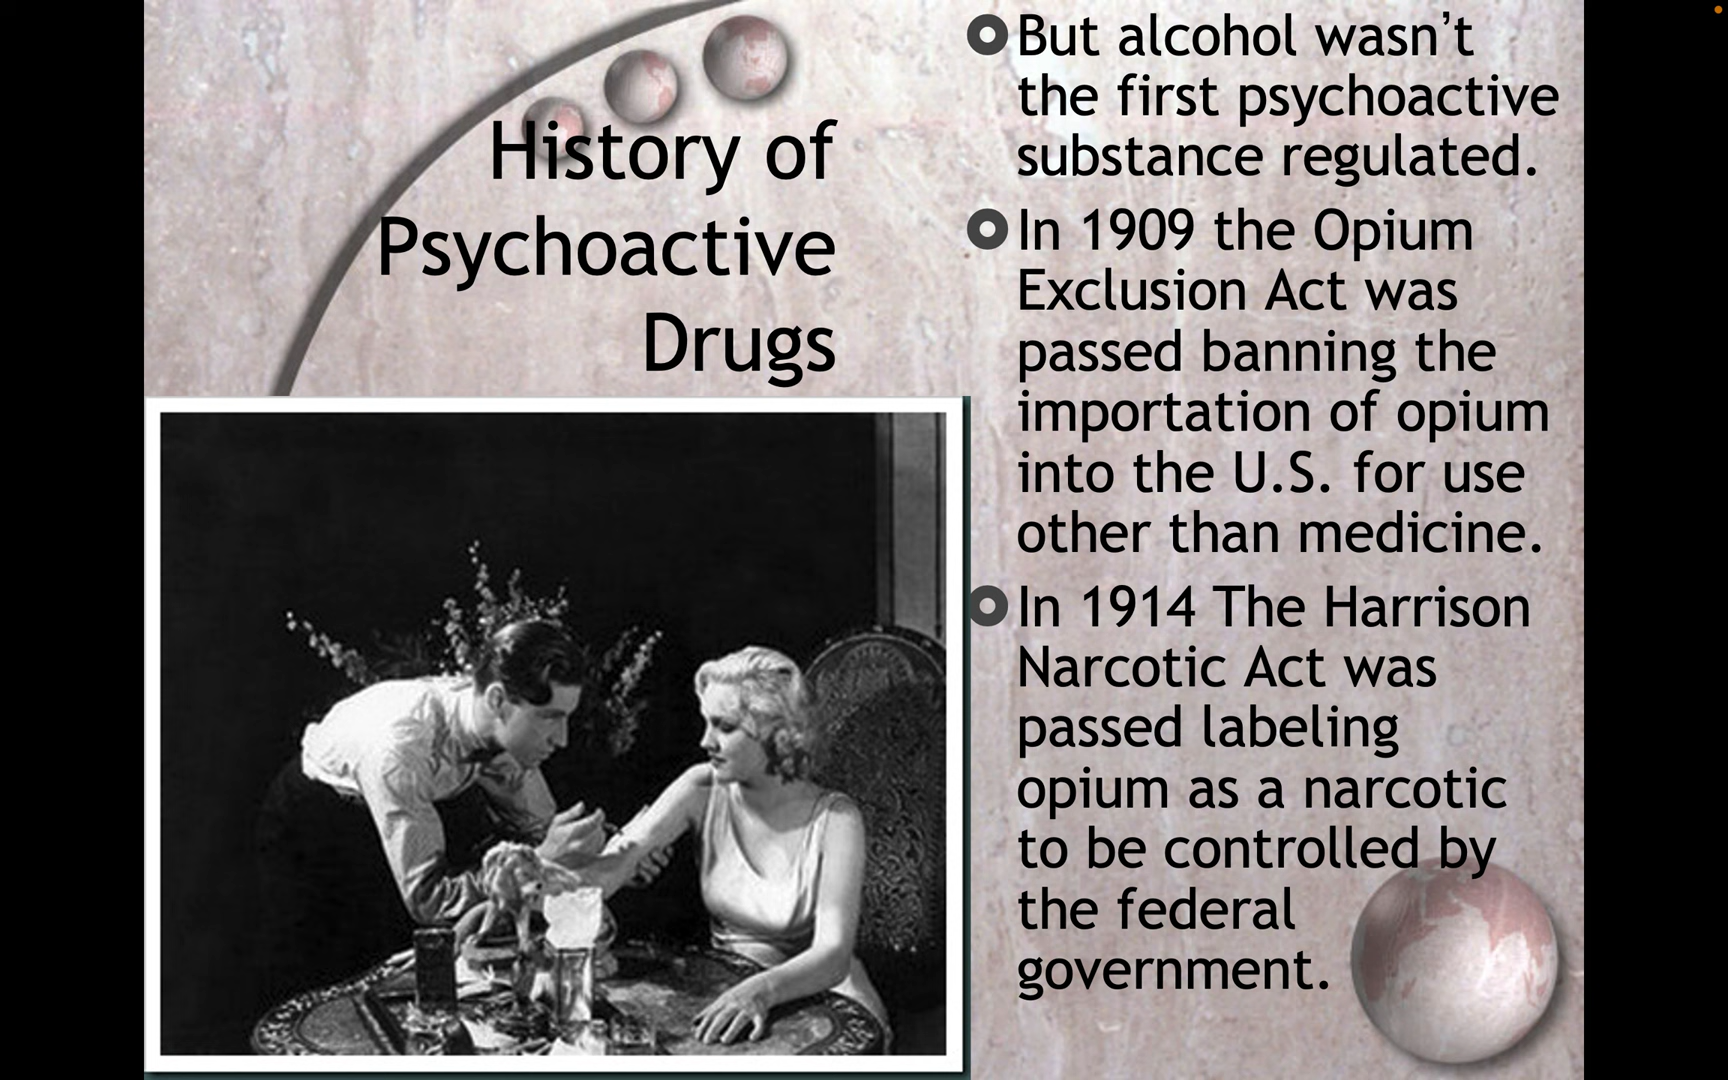 History of
Psychoactive
Drugs
But alcohol wasn’t
the first psychoactive
substance regulated.
In 1909 the Opium
Exclusion Act was
passed banning the
importation of opium
into the U.S. for use
other than medicine.
In 1914 The Harrison
Narcotic Act was
passed labeling
opium as a narcotic
to be controlled by
the federal
government.